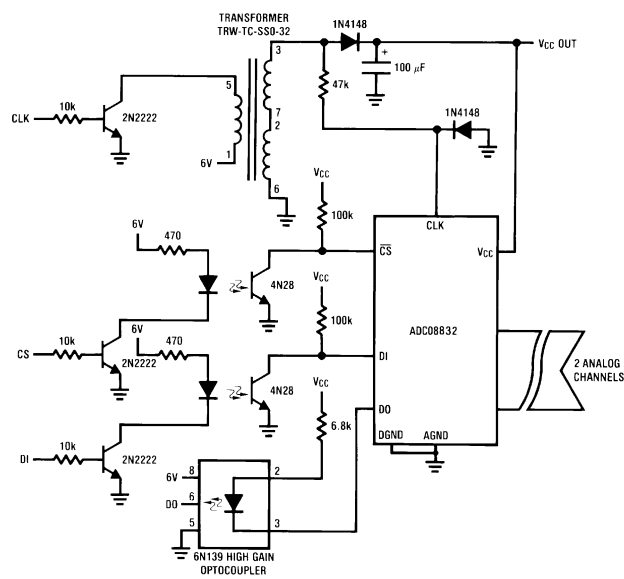 TRANSFORMER
TRW-TC-SS0-32
1N4148
3
VCC OUT
+
100 µF
5
47k
10k
CLK
2N2222
7
2
1N4148
6V
1
6
VCC
100k
CLK
6V
470
CS
VCC
4N28
VCC
100k
ADC08832
10k
6V
470
CS
2N2222
DI
2 ANALOG
CHANNELS
4N28
VCC
DO
6.8k
10k
DGND
AGND
DI
2N2222
6V
8
2
DO
6
5
3
6N139 HIGH GAIN
OPTOCOUPLER